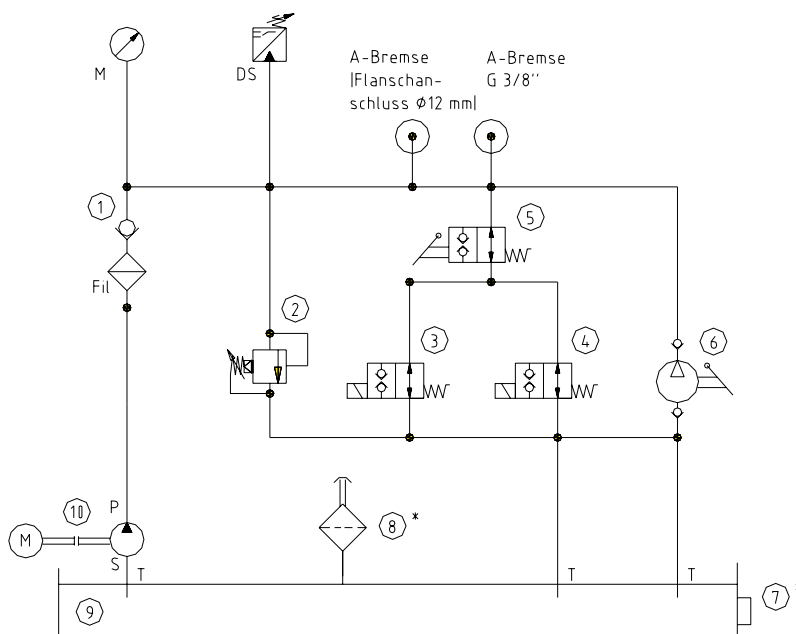 A-Bremse
|Flanschan-
schluss ϕ12 mm|
A-Bremse
G 3/8''
M
DS
1
5
Fil
2
3
4
6
P
10
M
S
8 *
T
T
T
9
7